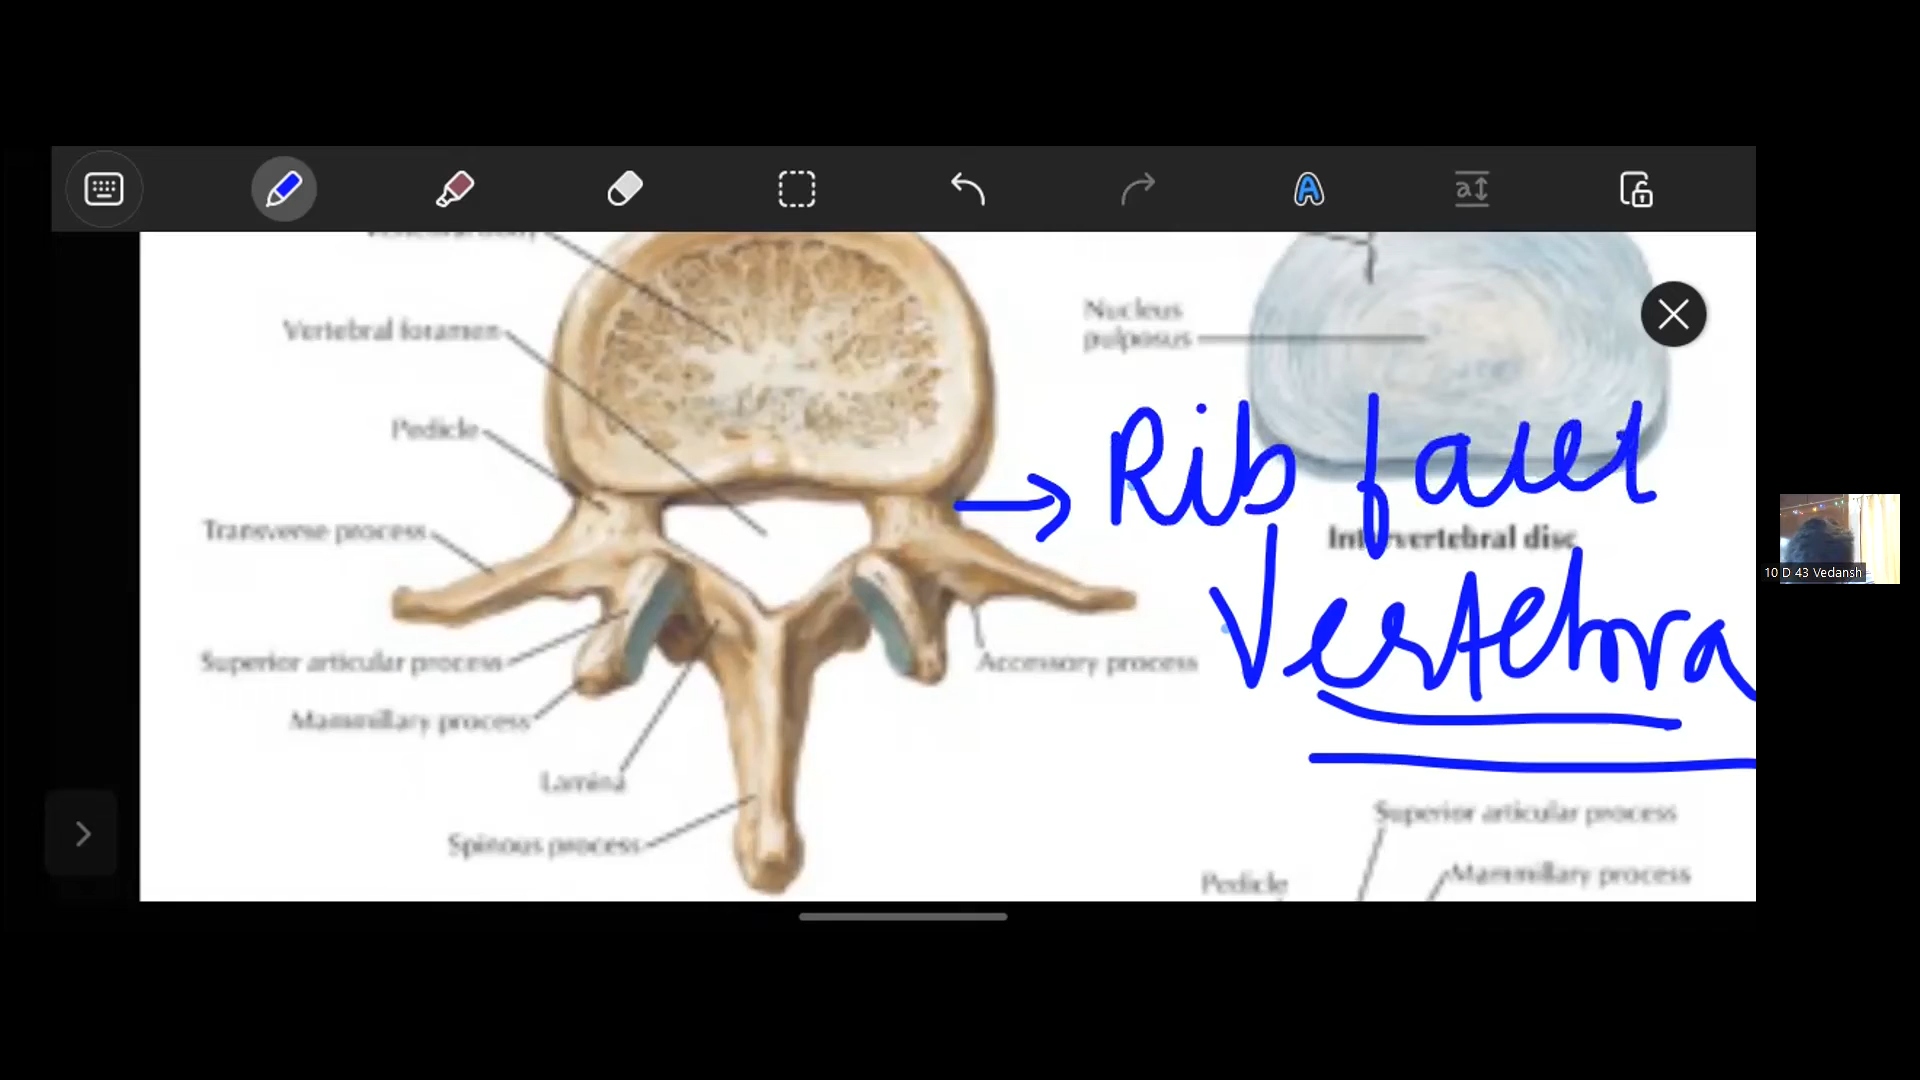 Vertebral foramen
Nucleus
pulposus
Pedicle
Rib facet
Transverse process
Intervertebral disc
Vertebra
Superior articular process
Accessory process
Mammillary process
Lamina
Spinous process
Superior articular process
Mammillary process
Pedicle
10 D 43 Vedansh